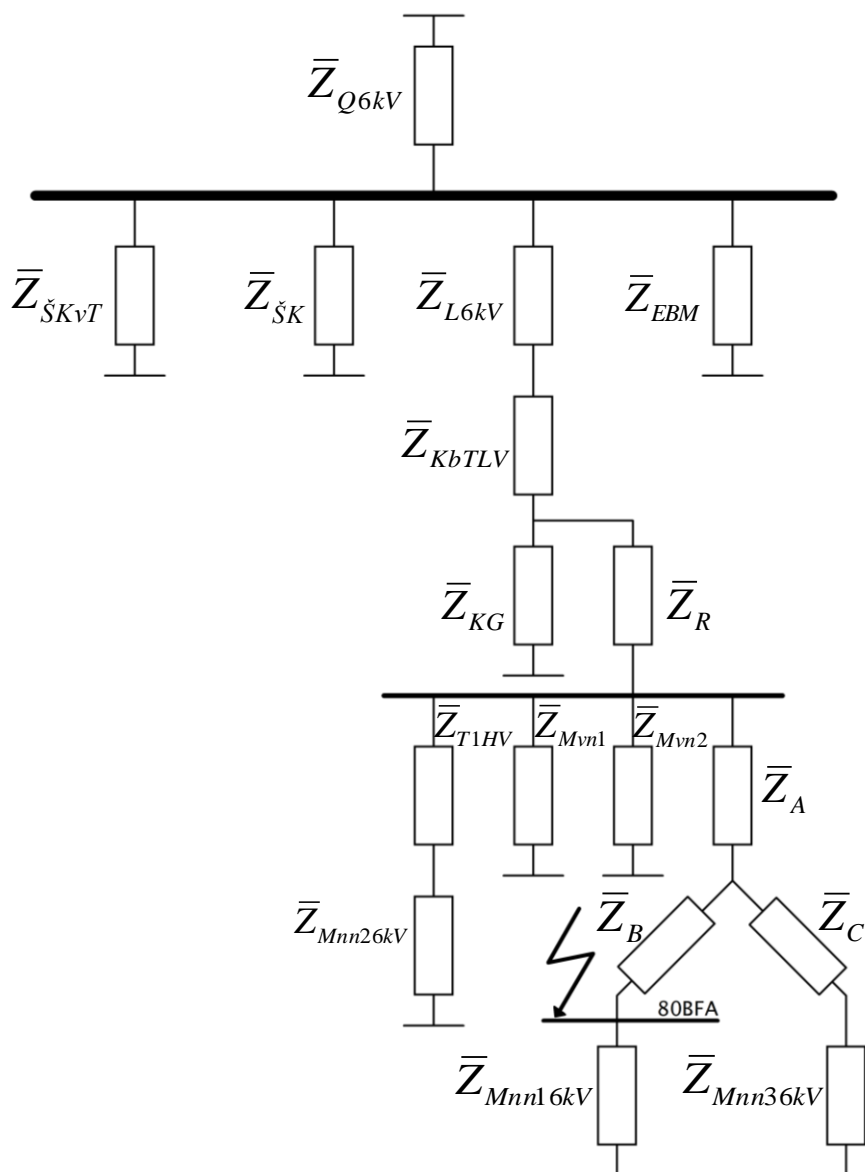 Z̅Q6kV
Z̅ŠKvT
Z̅ŠK
Z̅L6kV
Z̅EBM
Z̅KbTLV
Z̅KG
Z̅R
Z̅T1HV
Z̅Mvn1
Z̅Mvn2
Z̅A
Z̅Mnn26kV
Z̅B
Z̅C
80BFA
Z̅Mnn16kV
Z̅Mnn36kV